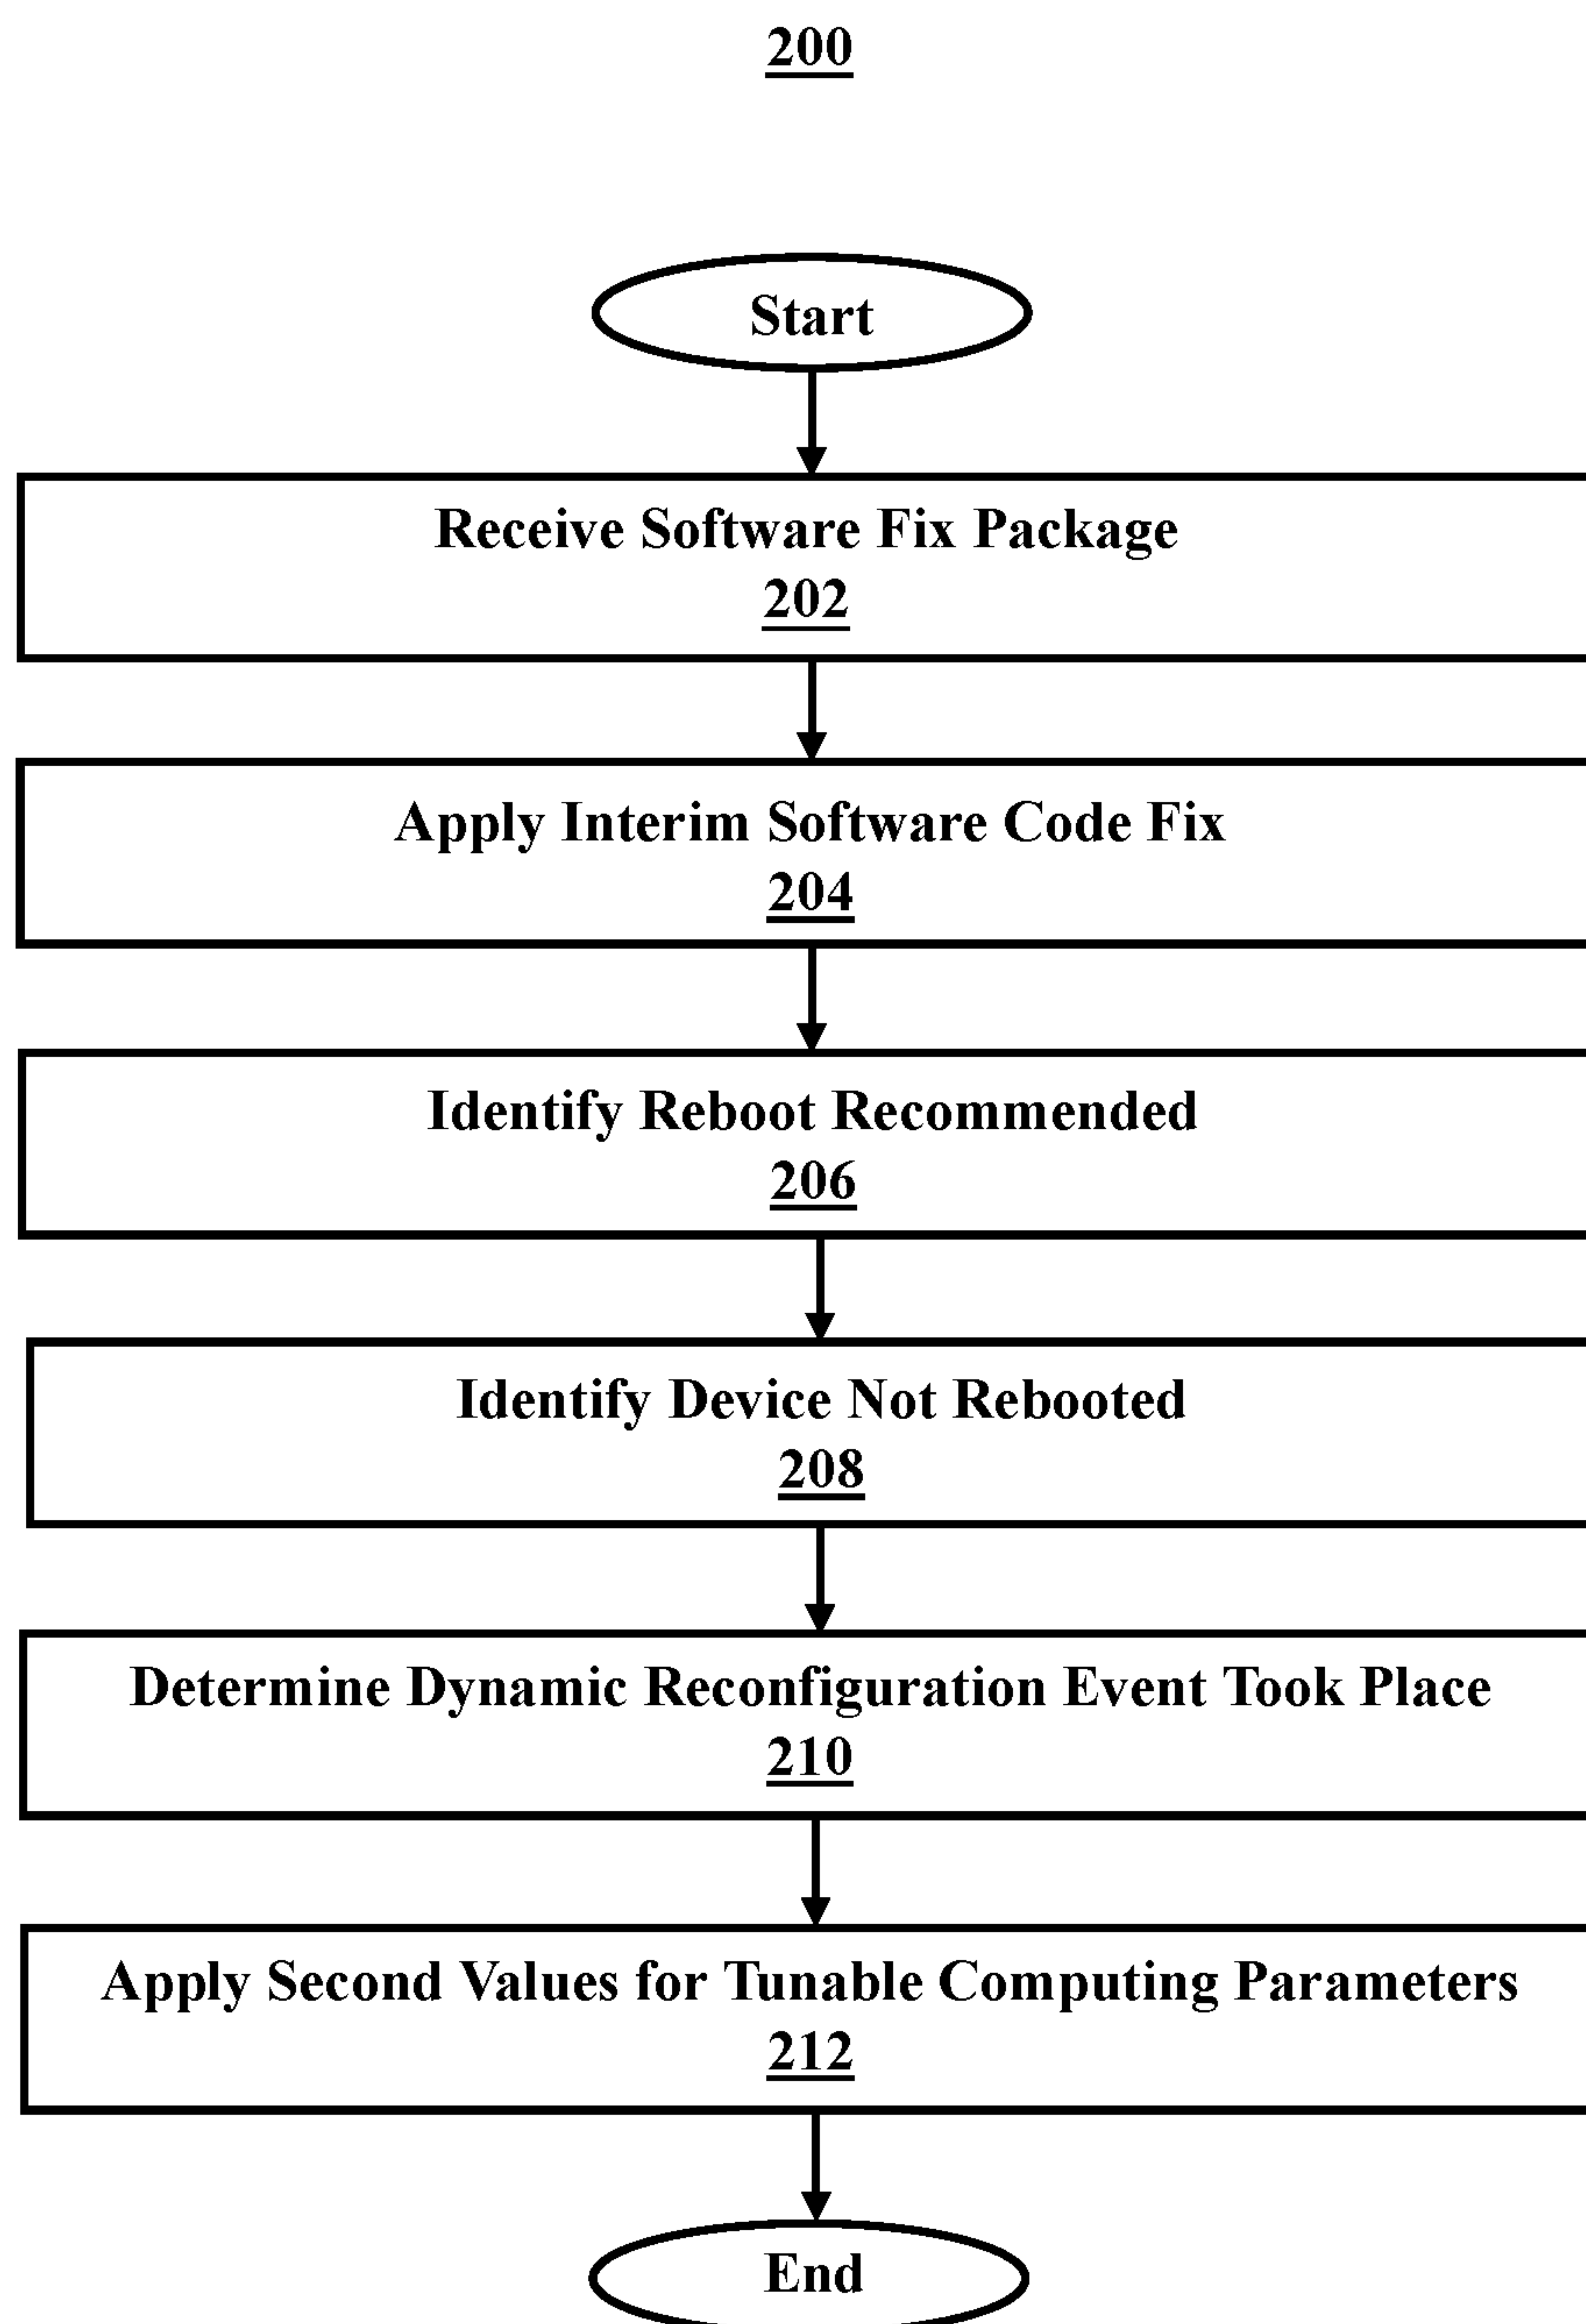 200
Start
Receive Software Fix Package
202
Apply Interim Software Code Fix
204
Identify Reboot Recommended
206
Identify Device Not Rebooted
208
Determine Dynamic Reconfiguration Event Took Place
210
Apply Second Values for Tunable Computing Parameters
212
End